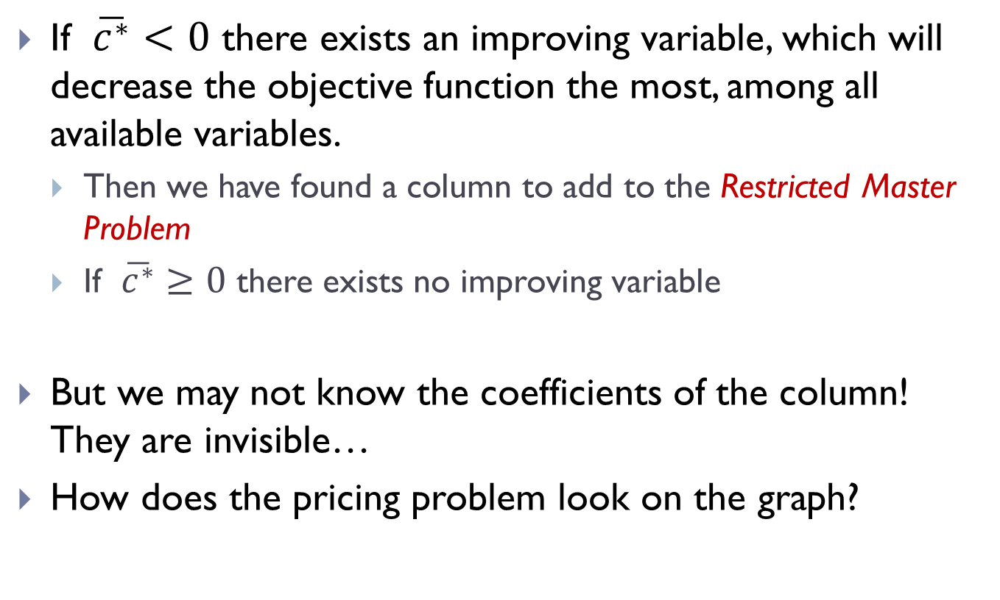 If c̄* < 0 there exists an improving variable, which will
decrease the objective function the most, among all
available variables.
Then we have found a column to add to the Restricted Master
Problem
If c̄* ≥ 0 there exists no improving variable
But we may not know the coefficients of the column!
They are invisible…
How does the pricing problem look on the graph?